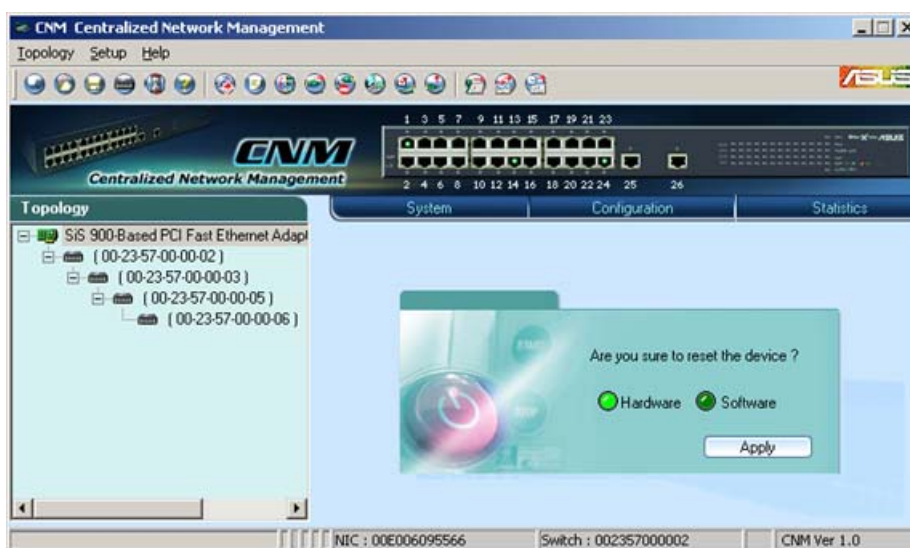 CNM Centralized Network Management
Topology Setup Help
ASUS
1 3 5 7 9 11 13 15 17 19 21 23
CNM
Centralized Network Management
2 4 6 8 10 12 14 16 18 20 22 24 25 26
Topology
System Configuration Statistics
SiS 900-Based PCI Fast Ethernet Adapt
( 00-23-57-00-00-02 )
( 00-23-57-00-00-03 )
( 00-23-57-00-00-05 )
( 00-23-57-00-00-06 )
Are you sure to reset the device ?
Hardware Software
Apply
NIC : 00E006095566 Switch : 002357000002 CNM Ver 1.0